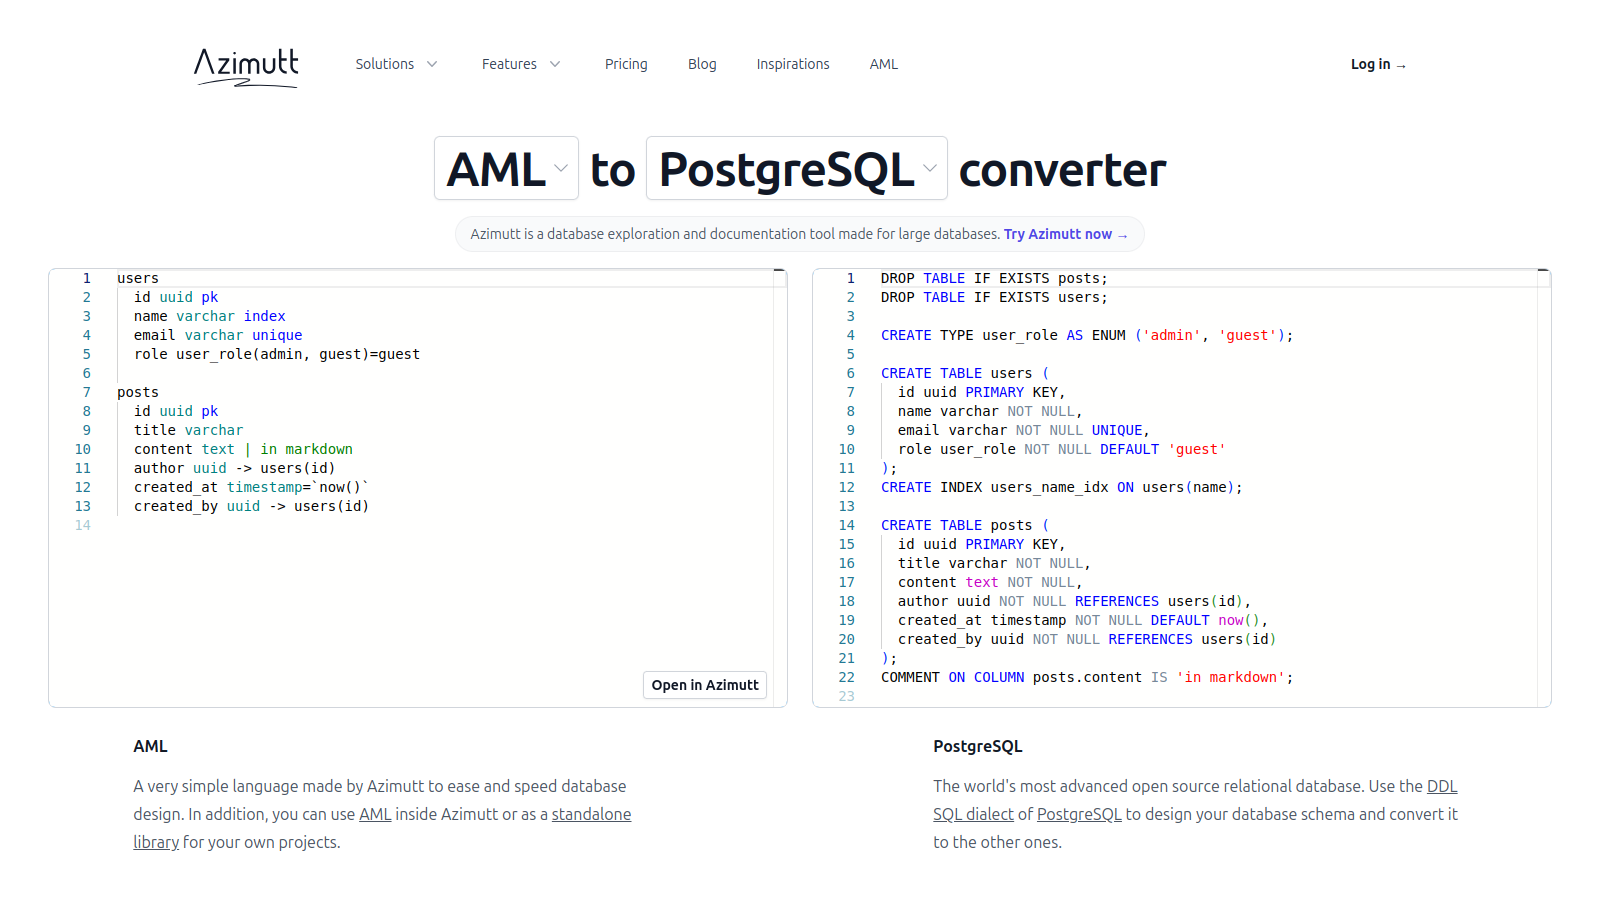 Azimutt
Solutions
Features
Pricing
Blog
Inspirations
AML
Log in →
AML to PostgreSQL converter
Azimutt is a database exploration and documentation tool made for large databases. Try Azimutt now →
1 users
2   id uuid pk
3   name varchar index
4   email varchar unique
5   role user_role(admin, guest)=guest
6
7 posts
8   id uuid pk
9   title varchar
10   content text | in markdown
11   author uuid -> users(id)
12   created_at timestamp=`now()`
13   created_by uuid -> users(id)
14
Open in Azimutt
1 DROP TABLE IF EXISTS posts;
2 DROP TABLE IF EXISTS users;
3
4 CREATE TYPE user_role AS ENUM ('admin', 'guest');
5
6 CREATE TABLE users (
7   id uuid PRIMARY KEY,
8   name varchar NOT NULL,
9   email varchar NOT NULL UNIQUE,
10   role user_role NOT NULL DEFAULT 'guest'
11 );
12 CREATE INDEX users_name_idx ON users(name);
13
14 CREATE TABLE posts (
15   id uuid PRIMARY KEY,
16   title varchar NOT NULL,
17   content text NOT NULL,
18   author uuid NOT NULL REFERENCES users(id),
19   created_at timestamp NOT NULL DEFAULT now(),
20   created_by uuid NOT NULL REFERENCES users(id)
21 );
22 COMMENT ON COLUMN posts.content IS 'in markdown';
23
AML
A very simple language made by Azimutt to ease and speed database
design. In addition, you can use AML inside Azimutt or as a standalone
library for your own projects.
PostgreSQL
The world's most advanced open source relational database. Use the DDL
SQL dialect of PostgreSQL to design your database schema and convert it
to the other ones.